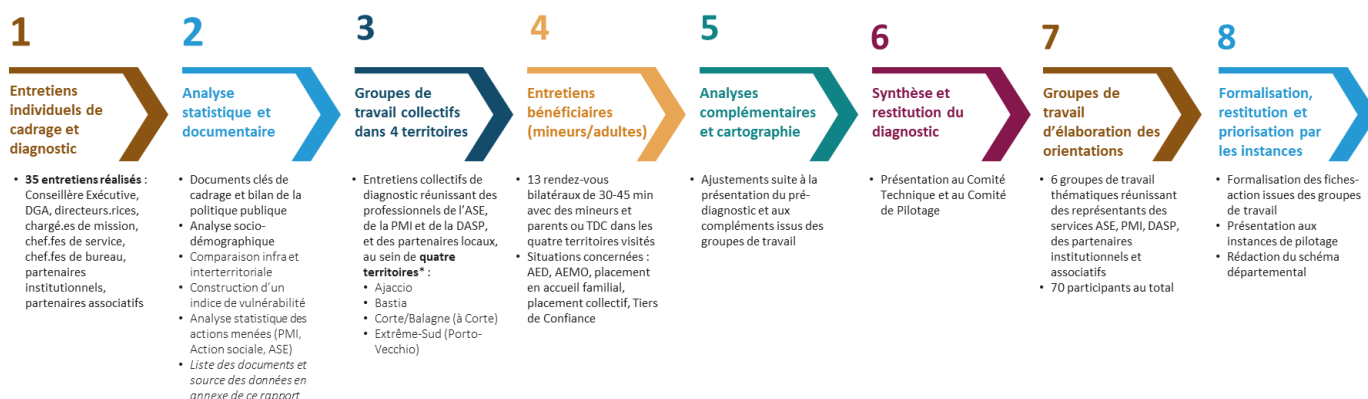 1
Entretiens
individuels de
cadrage et
diagnostic
• 35 entretiens réalisés :
Conseillère Exécutive,
DGA, directeurs.rices,
chargé.es de mission,
chef.fes de service,
chef.fes de bureau,
partenaires
institutionnels,
partenaires associatifs
2
Analyse
statistique et
documentaire
• Documents clés de
cadrage et bilan de la
politique publique
• Analyse socio-
démographique
• Comparaison infra et
interterritoriale
• Construction d'un
indice de vulnérabilité
• Analyse statistique des
actions menées (PMI,
Action sociale, ASE)
• Liste des documents et
source des données en
annexe de ce rapport
3
Groupes de
travail collectifs
dans 4 territoires
• Entretiens collectifs de
diagnostic réunissant des
professionnels de l'ASE,
de la PMI et de la DASP,
et des partenaires locaux,
au sein de quatre
territoires* :
• Ajaccio
• Bastia
• Corte/Balagne (à Corte)
• Extrême-Sud (Porto-
Vecchio)
4
Entretiens
bénéficiaires
(mineurs/adultes)
• 13 rendez-vous
bilatéraux de 30-45 min
avec des mineurs et
parents ou TDC dans les
quatre territoires visités
• Situations concernées :
AED, AEMO, placement
en accueil familial,
placement collectif, Tiers
de Confiance
5
Analyses
complémentaires
et cartographie
• Ajustements suite à la
présentation du pré-
diagnostic et aux
compléments issus des
groupes de travail
6
Synthèse et
restitution du
diagnostic
• Présentation au Comité
Technique et au Comité
de Pilotage
7
Groupes de
travail
d'élaboration des
orientations
• 6 groupes de travail
thématiques réunissant
des représentants des
services ASE, PMI, DASP,
des partenaires
institutionnels et
associatifs
• 70 participants au total
8
Formalisation,
restitution et
priorisation par
les instances
• Formalisation des fiches-
action issues des groupes
de travail
• Présentation aux
instances de pilotage
• Rédaction du schéma
départemental